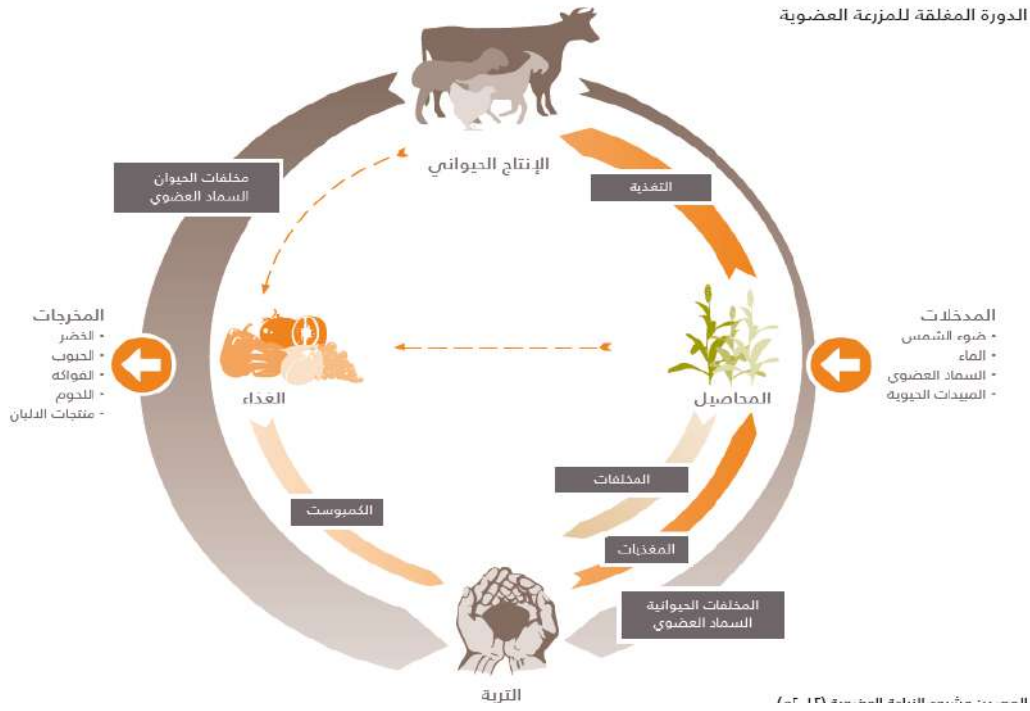 الدورة المغلقة للمزرعة العضوية
الإنتاج الحيواني
مخلفات الحيوان
السماد العضوي
التغذية
المدخلات
- ضوء الشمس
- الماء
- السماد العضوي
- المبيدات الحيوية
المخرجات
- الخضر
- الحبوب
- الفواكه
- اللحوم
- منتجات الالبان
المحاصيل
الغذاء
المخلفات
الكمبوست
المغذيات
المخلفات الحيوانية
السماد العضوي
التربة